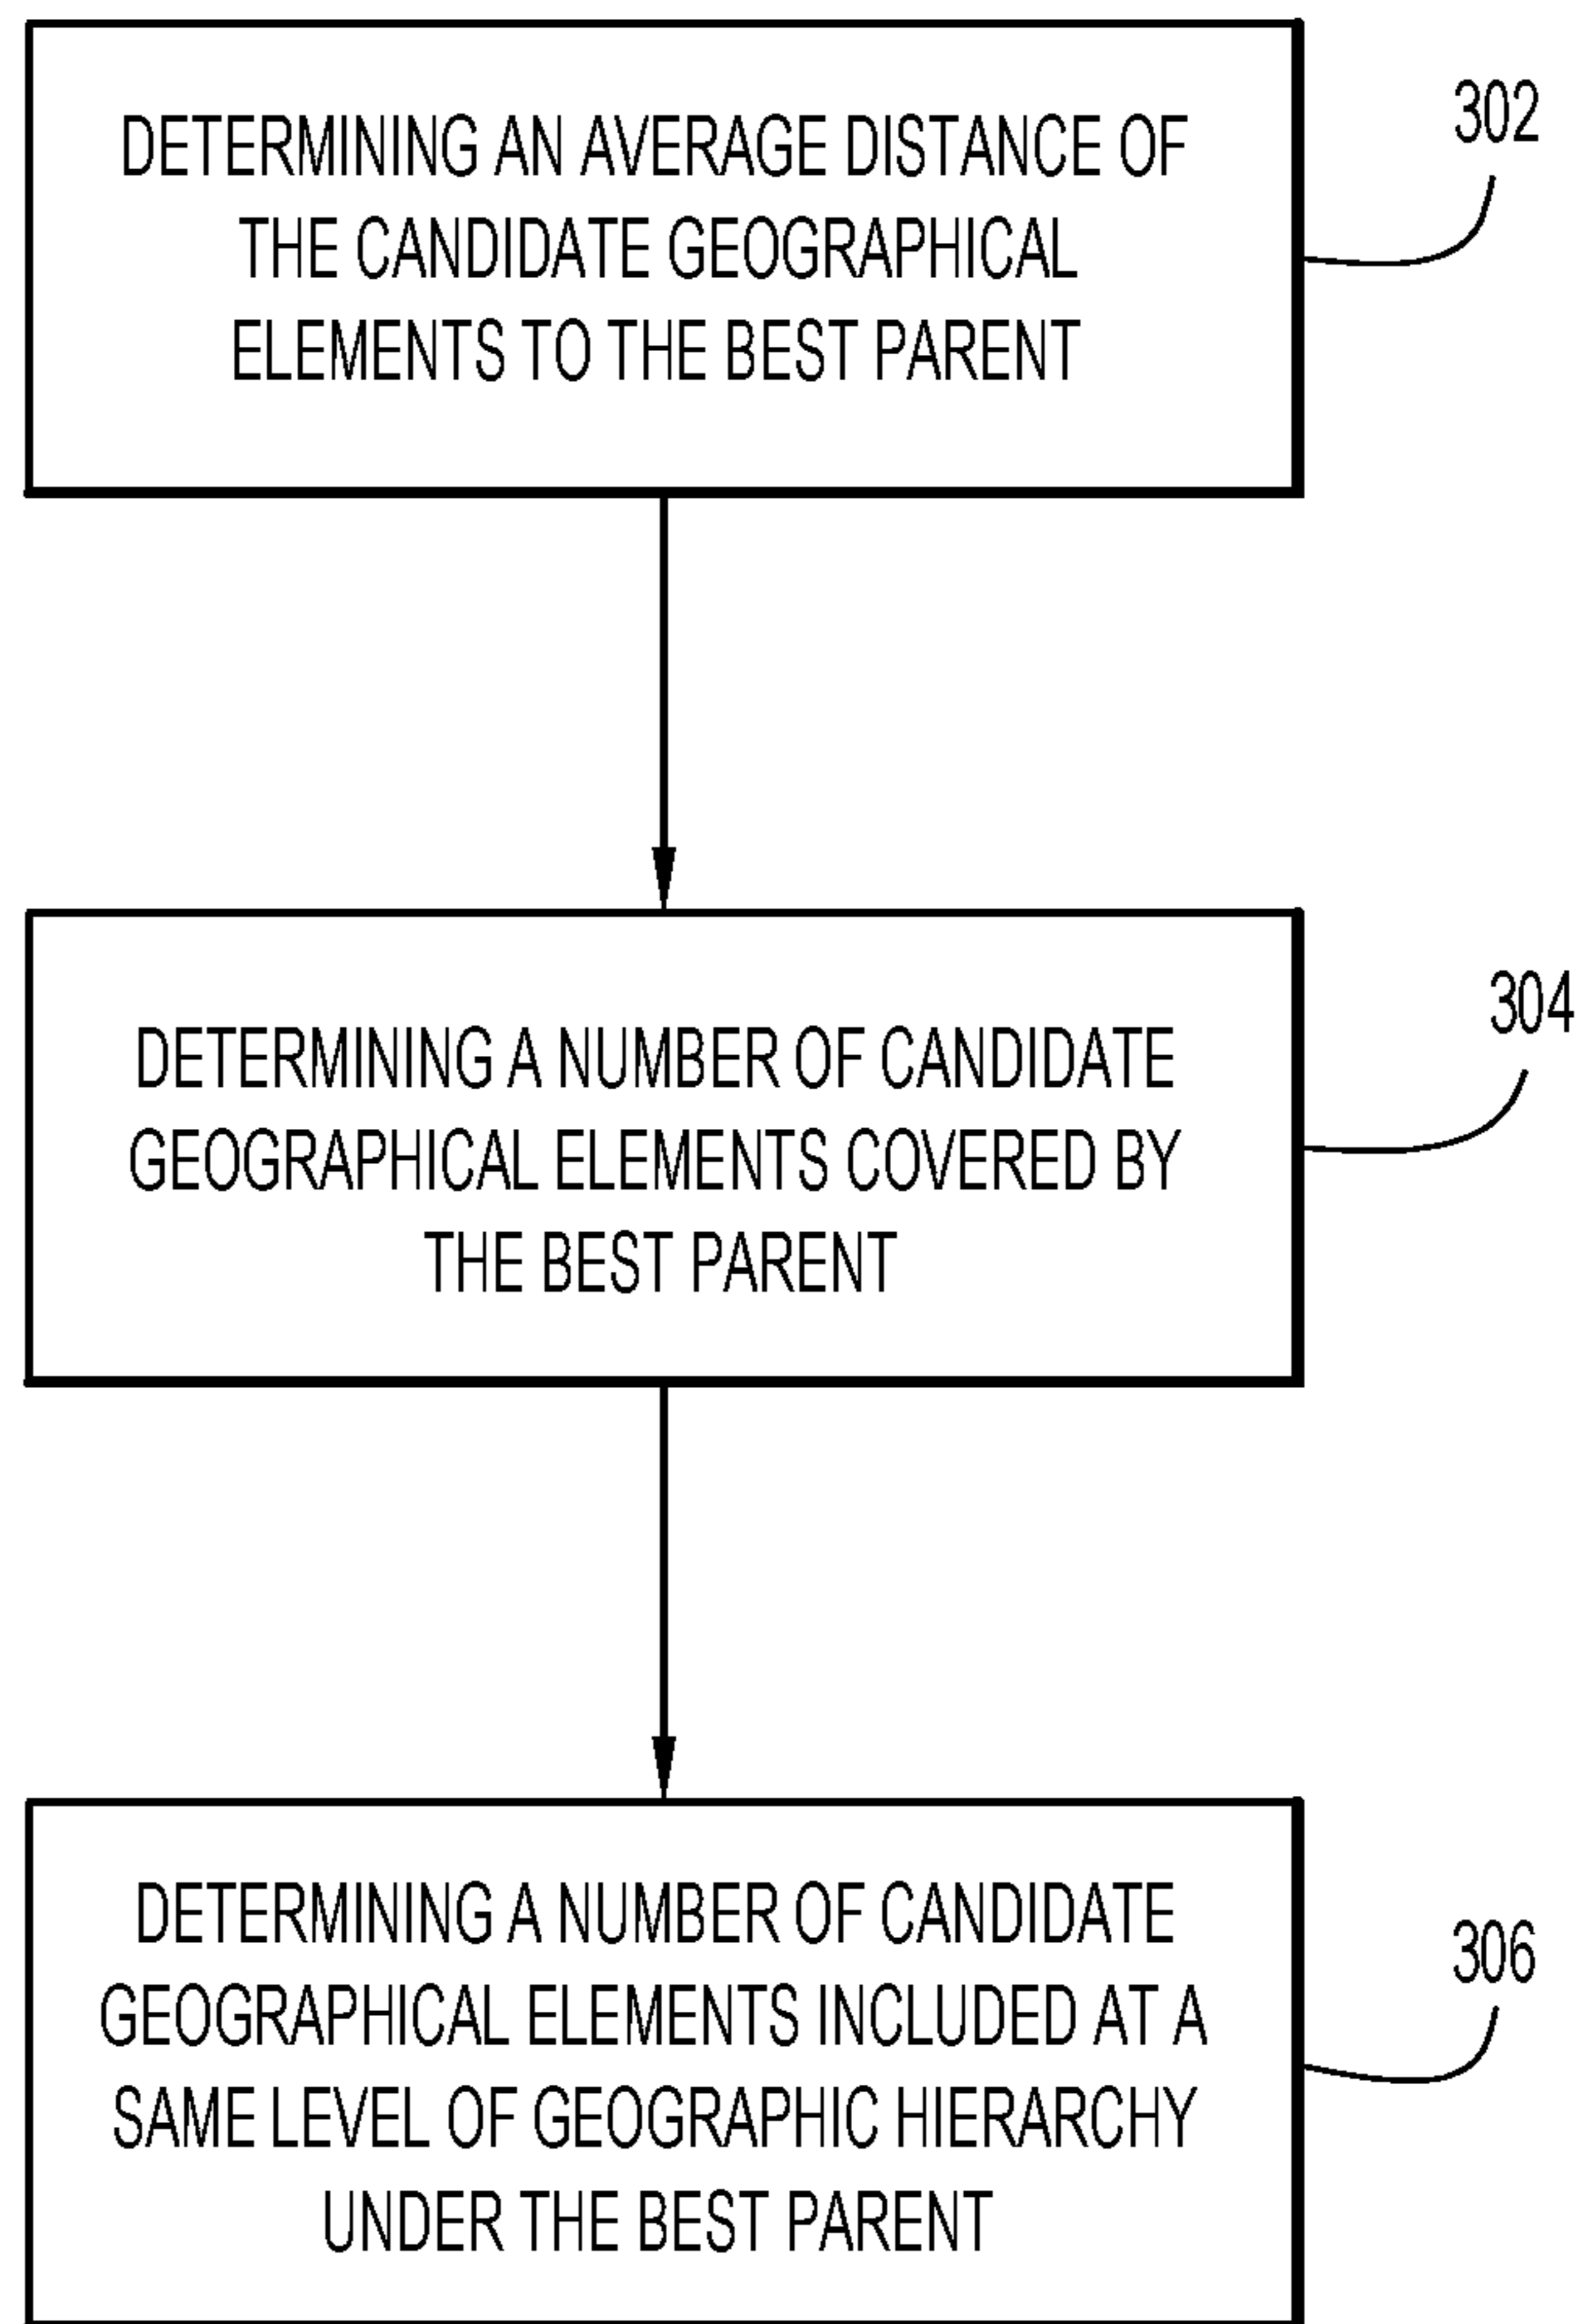 DETERMINING AN AVERAGE DISTANCE OF
THE CANDIDATE GEOGRAPHICAL
ELEMENTS TO THE BEST PARENT
302
DETERMINING A NUMBER OF CANDIDATE
GEOGRAPHICAL ELEMENTS COVERED BY
THE BEST PARENT
304
DETERMINING A NUMBER OF CANDIDATE
GEOGRAPHICAL ELEMENTS INCLUDED AT A
SAME LEVEL OF GEOGRAPHIC HIERARCHY
UNDER THE BEST PARENT
306